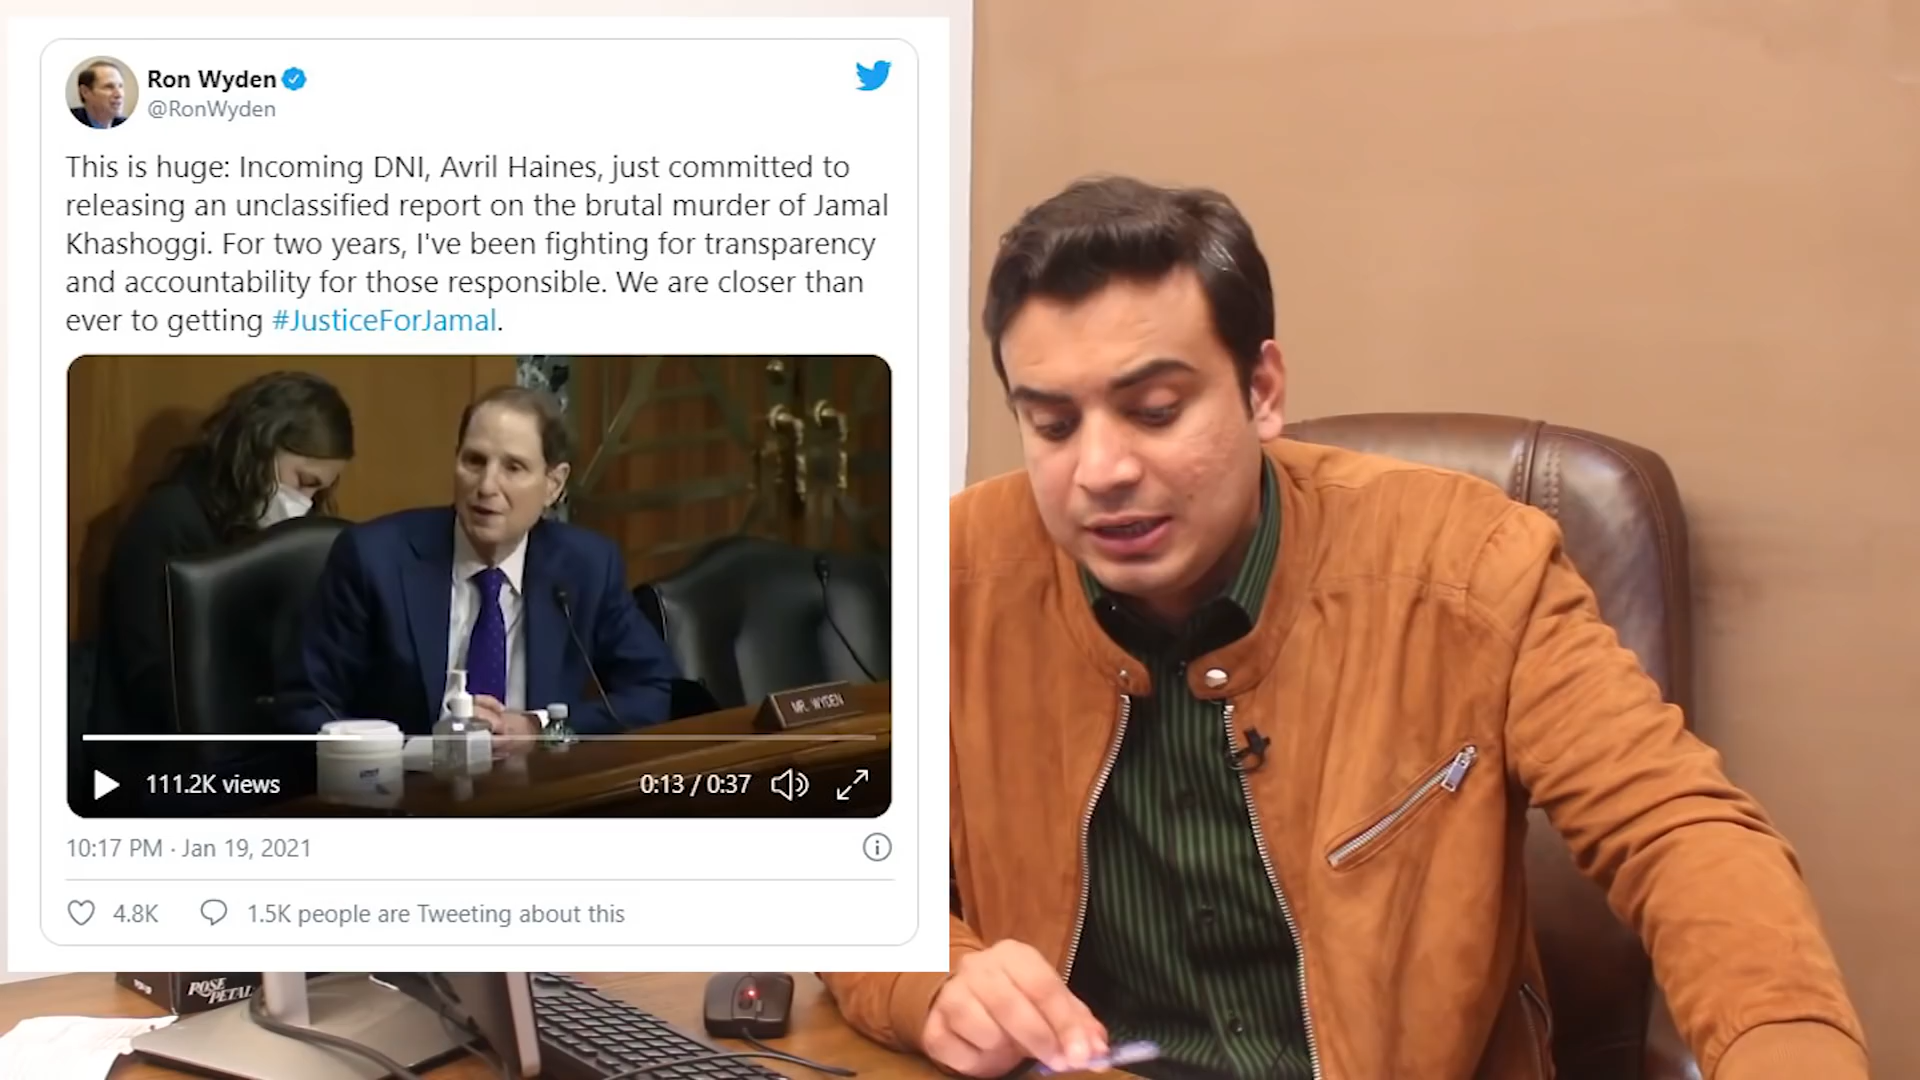 Ron Wyden
@RonWyden
This is huge: Incoming DNI, Avril Haines, just committed to
releasing an unclassified report on the brutal murder of Jamal
Khashoggi. For two years, I've been fighting for transparency
and accountability for those responsible. We are closer than
ever to getting #JusticeForJamal.
MR. WYDEN
111.2K views
0:13 / 0:37
10:17 PM · Jan 19, 2021
4.8K
1.5K people are Tweeting about this
ROSE
PETAL